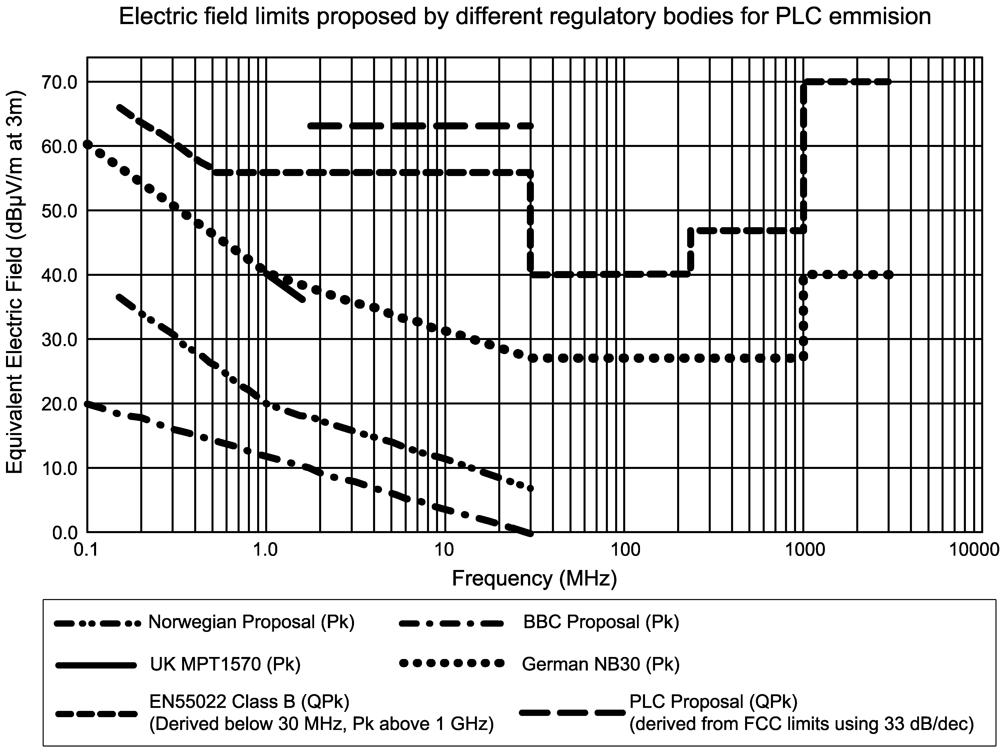 Electric field limits proposed by different regulatory bodies for PLC emmision
Equivalent Electric Field (dBµV/m at 3m)
70.0
60.0
50.0
40.0
30.0
20.0
10.0
0.0
0.1 1.0 10 100 1000 10000
Frequency (MHz)
Norwegian Proposal (Pk) BBC Proposal (Pk)
UK MPT1570 (Pk) German NB30 (Pk)
EN55022 Class B (QPk) PLC Proposal (QPk)
(Derived below 30 MHz, Pk above 1 GHz) (derived from FCC limits using 33 dB/dec)